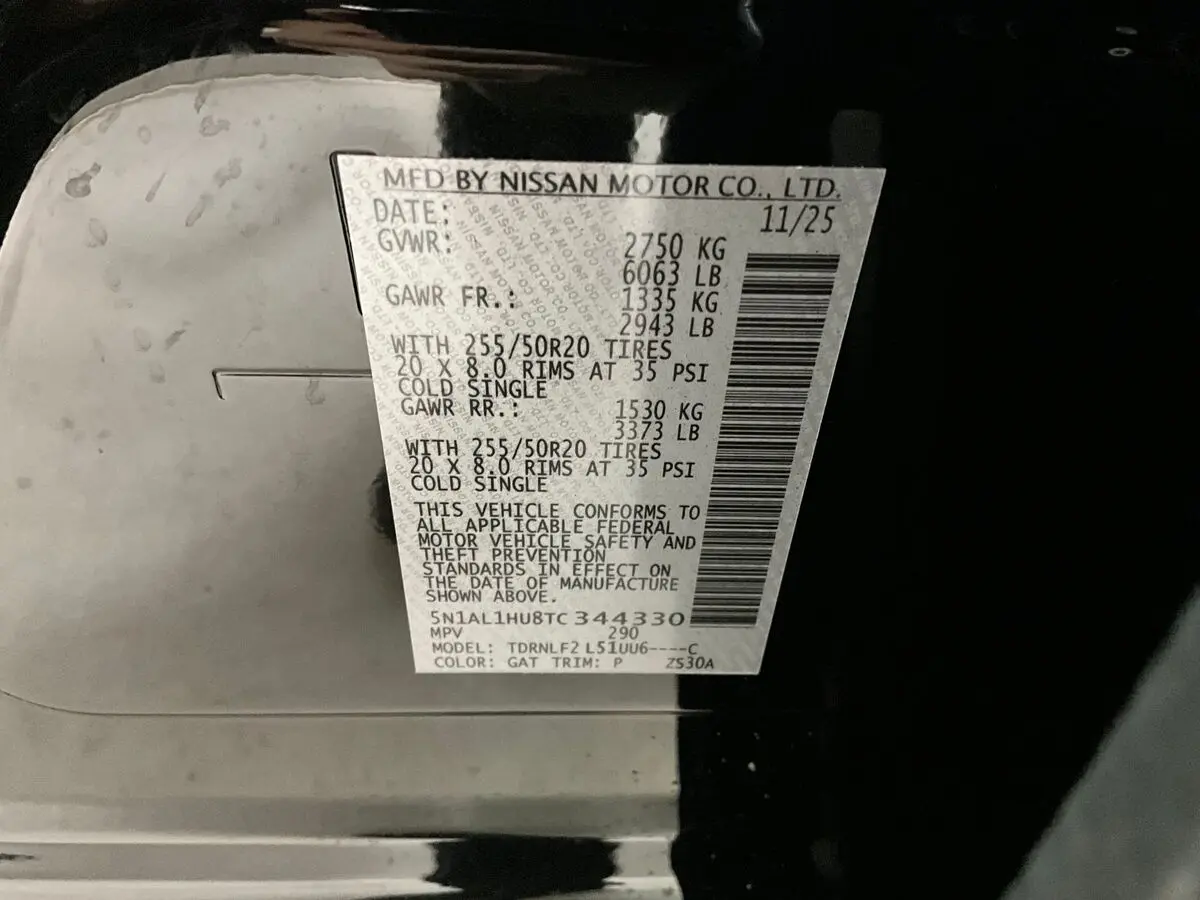 MFD BY NISSAN MOTOR CO., LTD.
DATE: 11/25
GVWR: 2750 KG
6063 LB
GAWR FR.: 1335 KG
2943 LB
WITH 255/50R20 TIRES
20 X 8.0 RIMS AT 35 PSI
COLD SINGLE
GAWR RR.: 1530 KG
3373 LB
WITH 255/50R20 TIRES
20 X 8.0 RIMS AT 35 PSI
COLD SINGLE
THIS VEHICLE CONFORMS TO
ALL APPLICABLE FEDERAL
MOTOR VEHICLE SAFETY AND
THEFT PREVENTION
STANDARDS IN EFFECT ON
THE DATE OF MANUFACTURE
SHOWN ABOVE.
5N1AL1HU8TC344330
MPV 290
MODEL: TDRNLF2 L51UU6----C
COLOR: GAT TRIM: P ZS30A